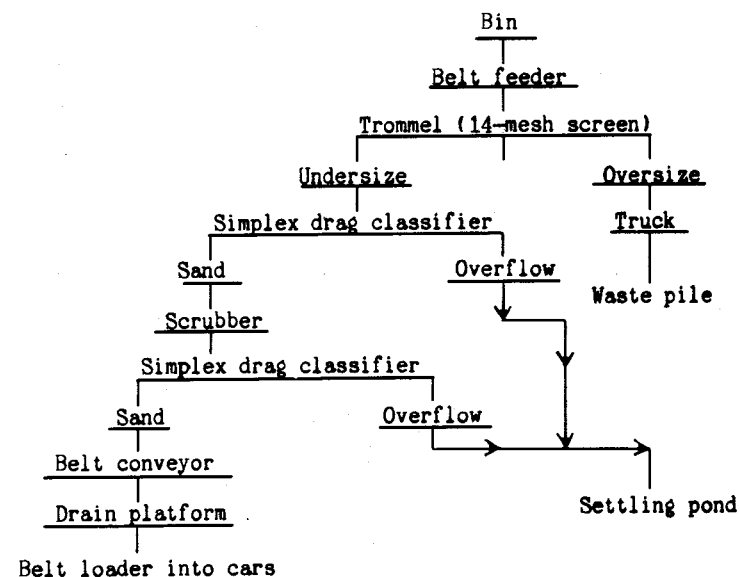 Bin
Belt feeder
Trommel (14-mesh screen)
Undersize
Oversize
Simplex drag classifier
Truck
Sand
Overflow
Waste pile
Scrubber
Simplex drag classifier
Sand
Overflow
Belt conveyor
Settling pond
Drain platform
Belt loader into cars